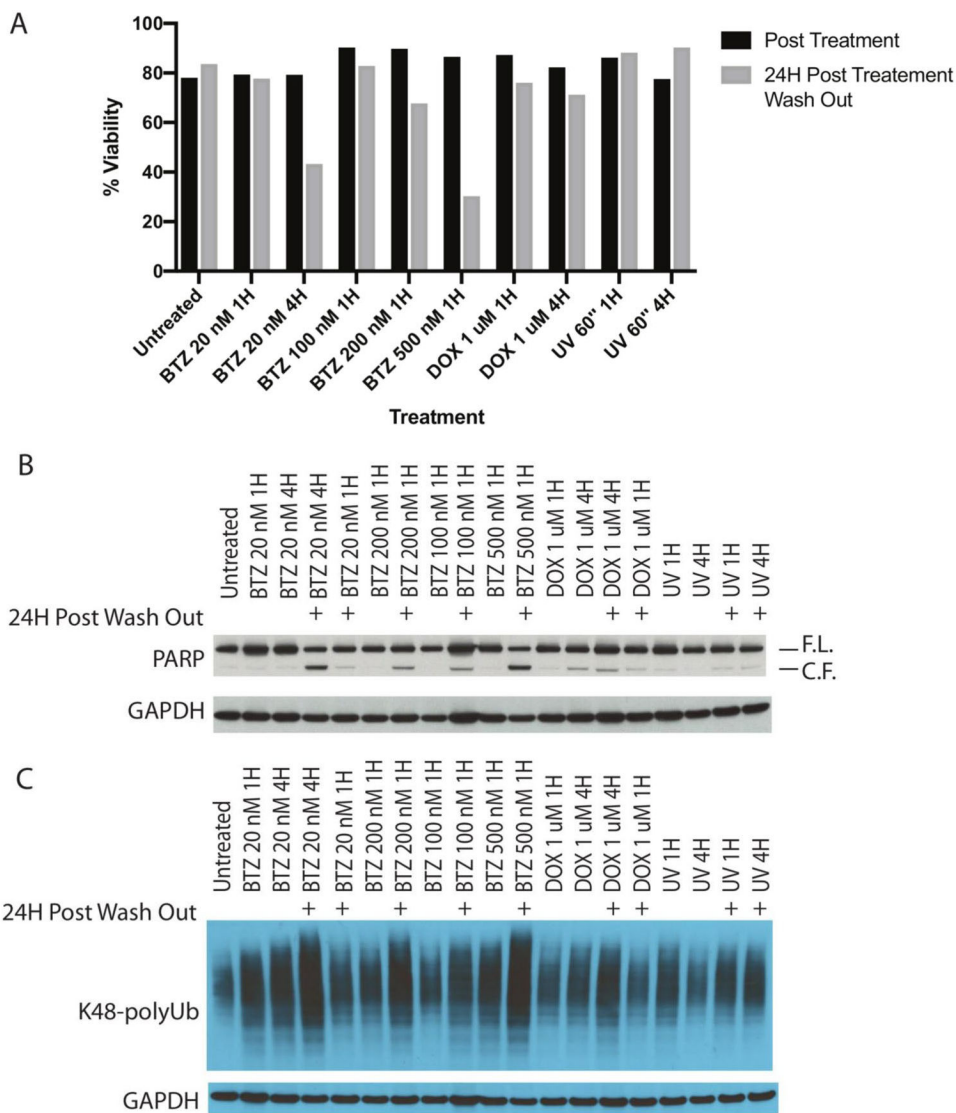 A
100
80
60
40
20
0
% Viability
Post Treatment
24H Post Treatement
Wash Out
Untreated
BTZ 20 nM 1H
BTZ 20 nM 4H
BTZ 100 nM 1H
BTZ 200 nM 1H
BTZ 500 nM 1H
DOX 1 uM 1H
DOX 1 uM 4H
UV 60" 1H
UV 60" 4H
Treatment
B
Untreated
BTZ 20 nM 1H
BTZ 20 nM 4H
BTZ 20 nM 4H
BTZ 20 nM 1H
BTZ 200 nM 1H
BTZ 200 nM 1H
BTZ 100 nM 1H
BTZ 100 nM 1H
BTZ 500 nM 1H
BTZ 500 nM 1H
DOX 1 uM 1H
DOX 1 uM 4H
DOX 1 uM 4H
DOX 1 uM 1H
UV 1H
UV 4H
UV 1H
UV 4H
24H Post Wash Out + + + + + + + + +
PARP
F.L.
C.F.
GAPDH
C
Untreated
BTZ 20 nM 1H
BTZ 20 nM 4H
BTZ 20 nM 4H
BTZ 20 nM 1H
BTZ 200 nM 1H
BTZ 200 nM 1H
BTZ 100 nM 1H
BTZ 100 nM 1H
BTZ 500 nM 1H
BTZ 500 nM 1H
DOX 1 uM 1H
DOX 1 uM 4H
DOX 1 uM 4H
DOX 1 uM 1H
UV 1H
UV 4H
UV 1H
UV 4H
24H Post Wash Out + + + + + + + + +
K48-polyUb
GAPDH